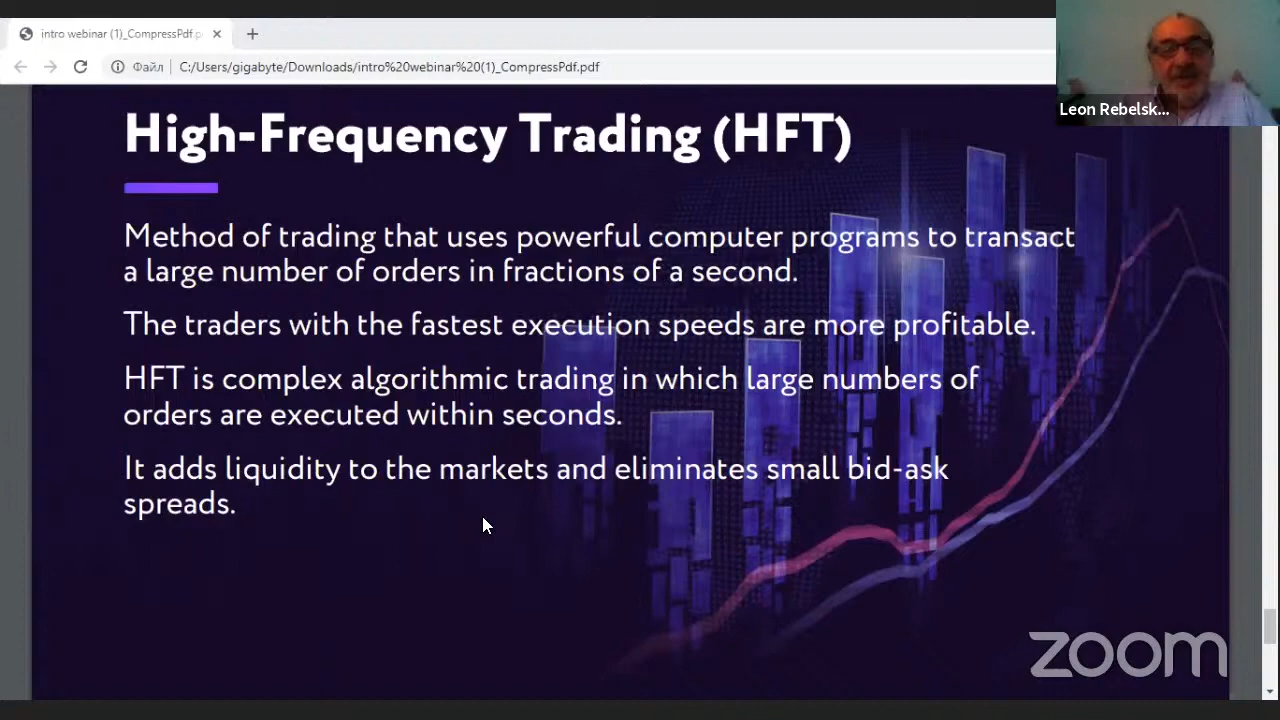 intro webinar (1)_CompressPdf.p
Файл
C:/Users/gigabyte/Downloads/intro%20webinar%20(1)_CompressPdf.pdf
Leon Rebelsk...
High-Frequency Trading (HFT)
Method of trading that uses powerful computer programs to transact
a large number of orders in fractions of a second.
The traders with the fastest execution speeds are more profitable.
HFT is complex algorithmic trading in which large numbers of
orders are executed within seconds.
It adds liquidity to the markets and eliminates small bid-ask
spreads.
zoom